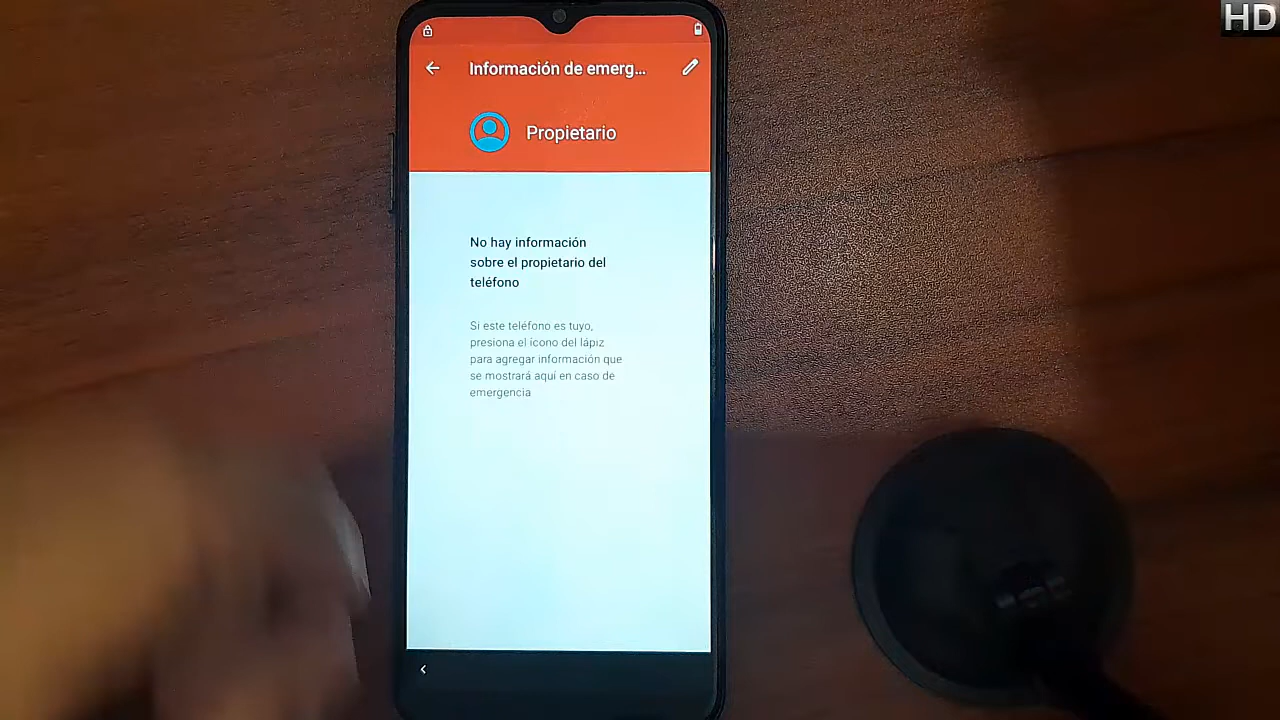 HD
Información de emerg...
Propietario
No hay información
sobre el propietario del
teléfono
Si este teléfono es tuyo,
presiona el ícono del lápiz
para agregar información que
se mostrará aquí en caso de
emergencia